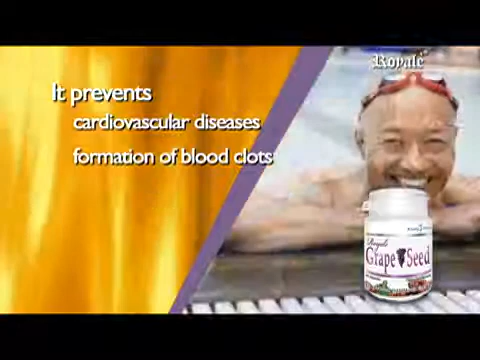 Royale
It prevents
cardiovascular diseases
formation of blood clots
Royale
Grape Seed